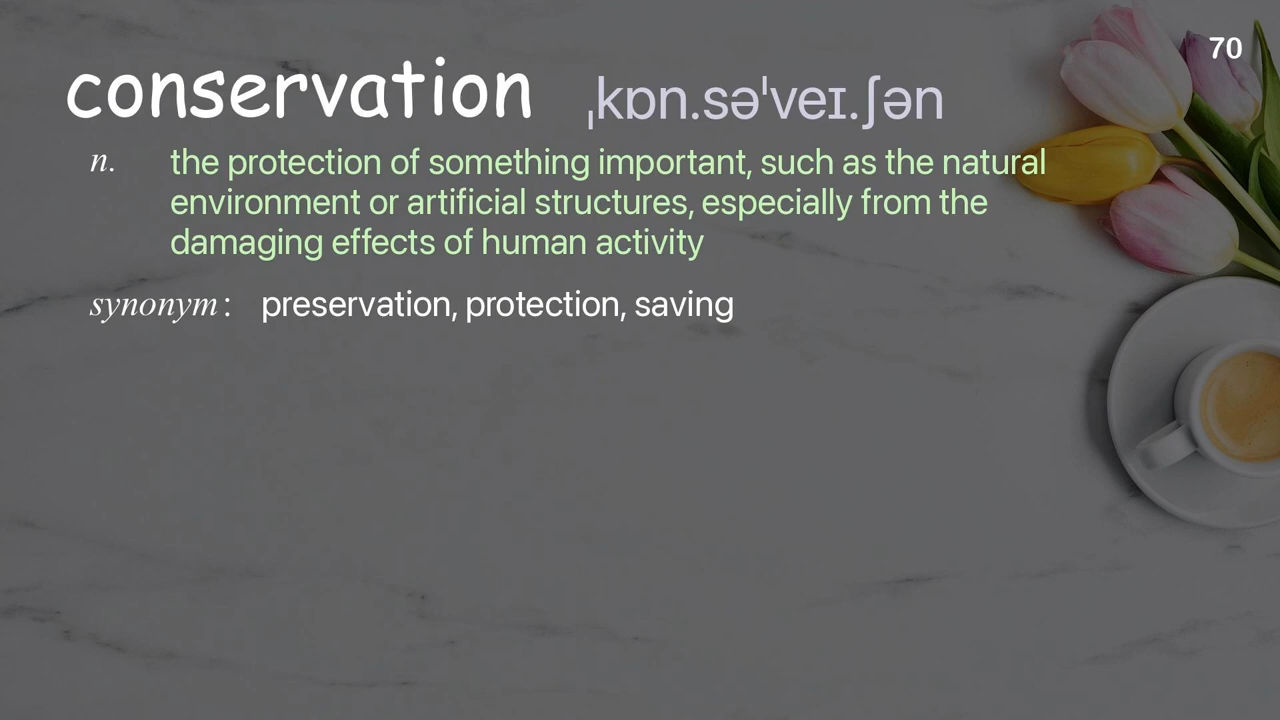 70
conservation ˌkɒn.səˈveɪ.ʃən
n. the protection of something important, such as the natural
environment or artificial structures, especially from the
damaging effects of human activity
synonym: preservation, protection, saving